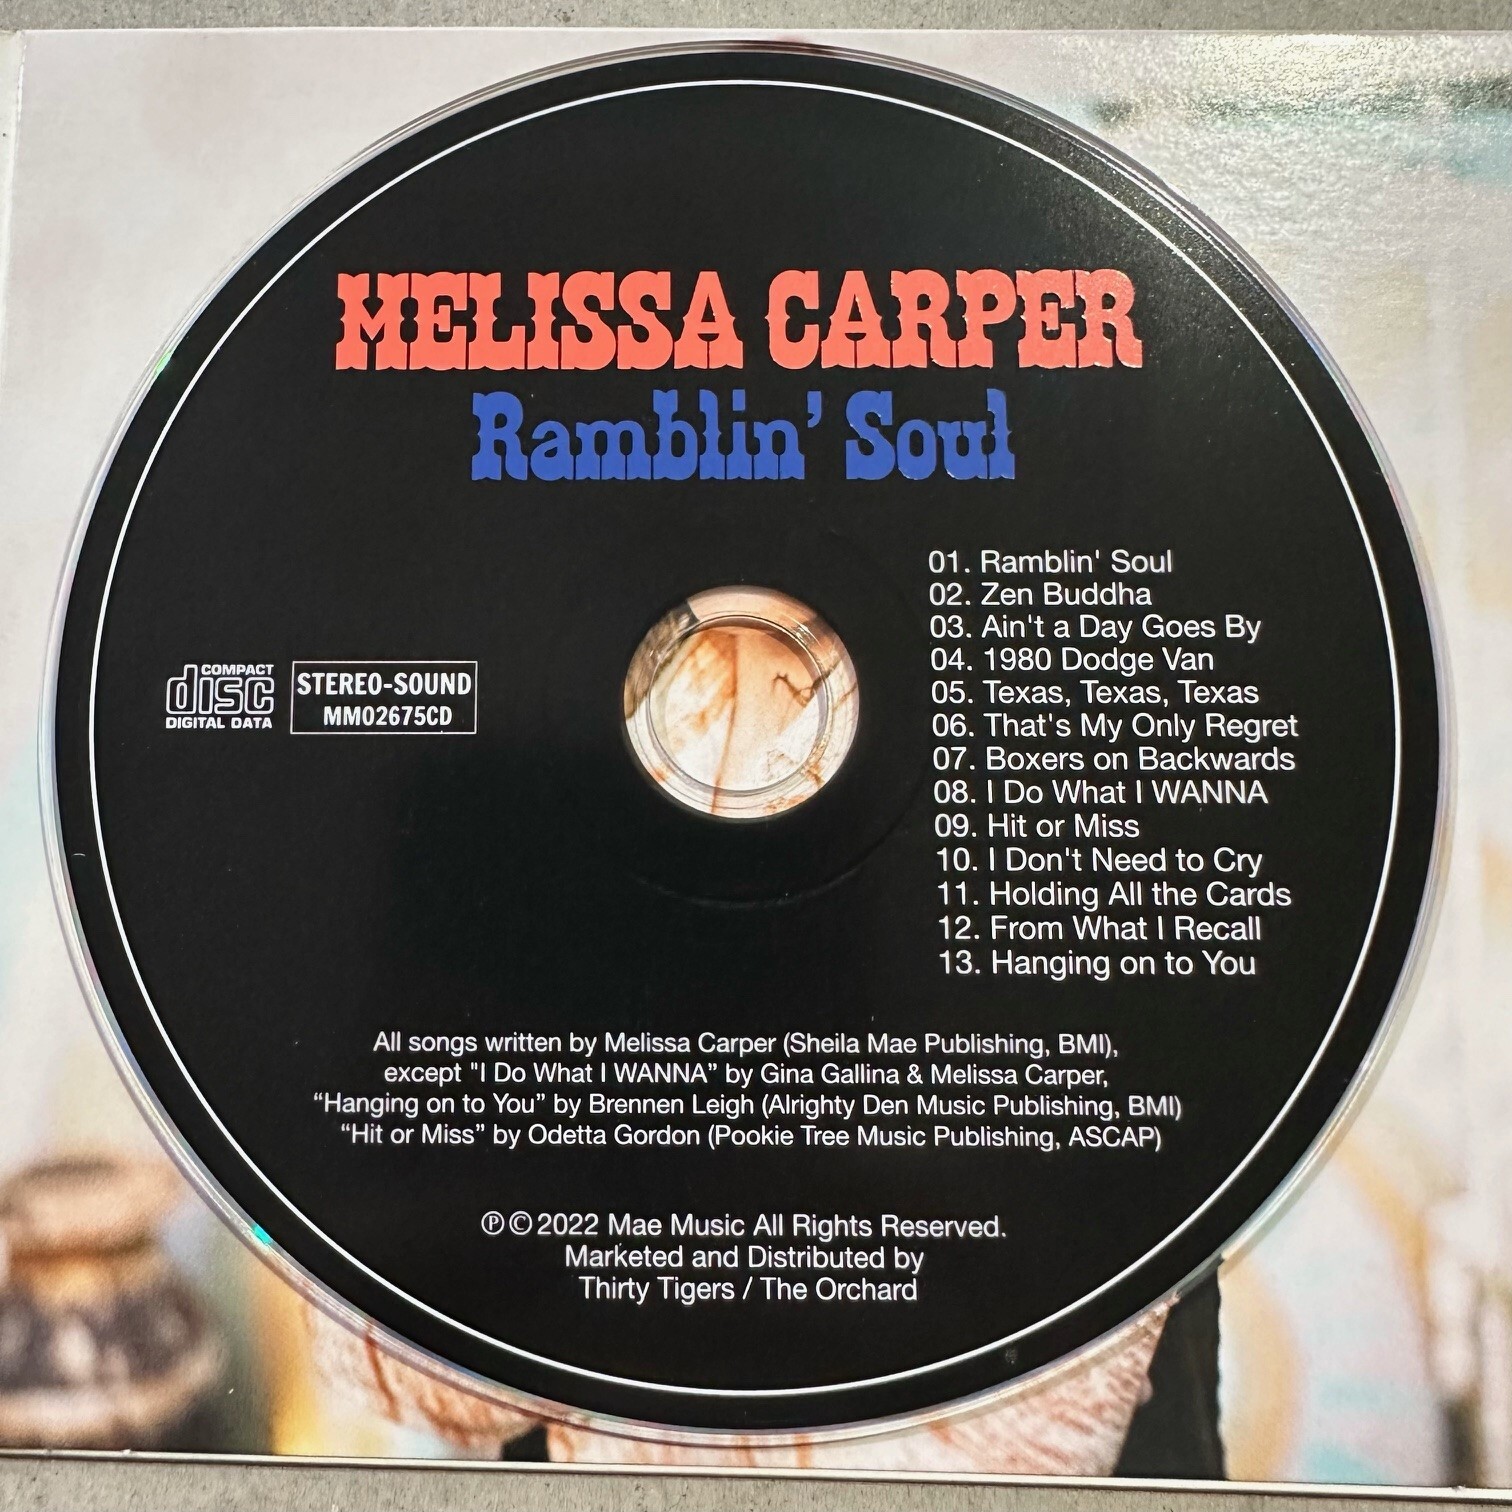 MELISSA CARPER
Ramblin' Soul
01. Ramblin' Soul
02. Zen Buddha
03. Ain't a Day Goes By
04. 1980 Dodge Van
05. Texas, Texas, Texas
06. That's My Only Regret
07. Boxers on Backwards
08. I Do What I WANNA
09. Hit or Miss
10. I Don't Need to Cry
11. Holding All the Cards
12. From What I Recall
13. Hanging on to You
COMPACT
disc
DIGITAL DATA
STEREO-SOUND
MM02675CD
All songs written by Melissa Carper (Sheila Mae Publishing, BMI),
except "I Do What I WANNA” by Gina Gallina & Melissa Carper,
“Hanging on to You” by Brennen Leigh (Alrighty Den Music Publishing, BMI)
“Hit or Miss” by Odetta Gordon (Pookie Tree Music Publishing, ASCAP)
℗©2022 Mae Music All Rights Reserved.
Marketed and Distributed by
Thirty Tigers / The Orchard